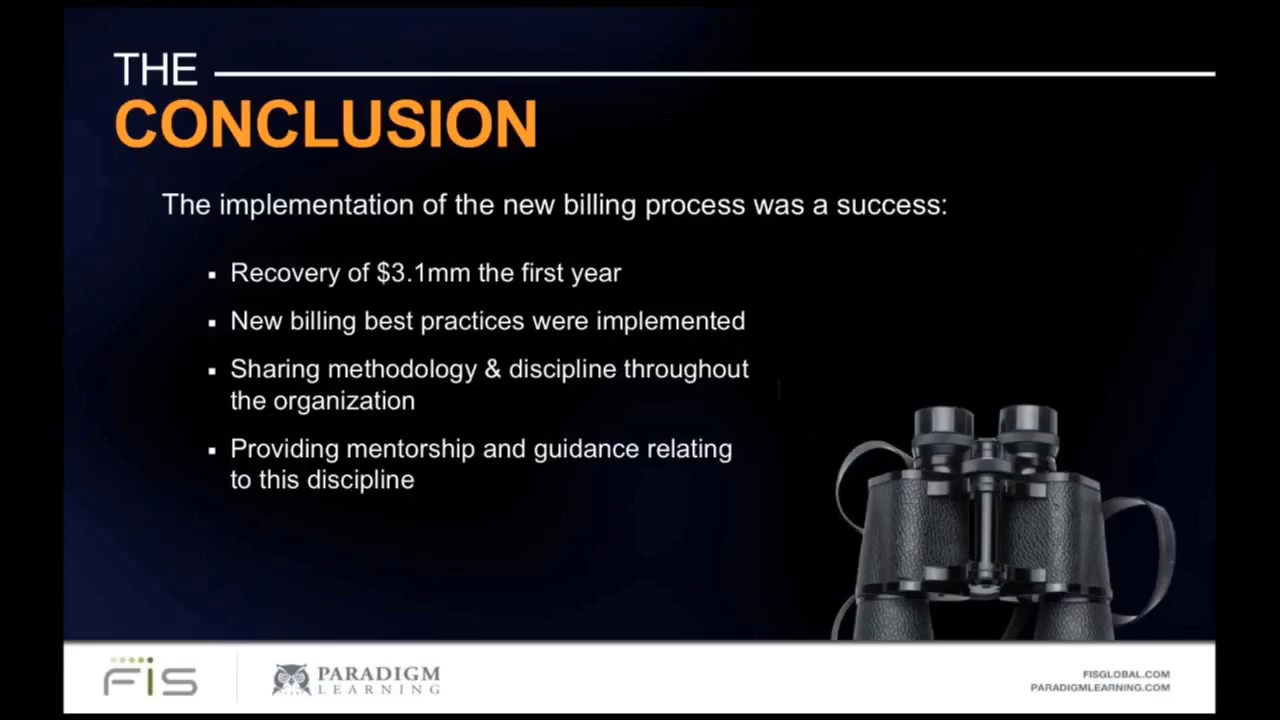 THE
CONCLUSION
The implementation of the new billing process was a success:
▪ Recovery of $3.1mm the first year
▪ New billing best practices were implemented
▪ Sharing methodology & discipline throughout
the organization
▪ Providing mentorship and guidance relating
to this discipline
FIS
PARADIGM
LEARNING
FISGLOBAL.COM
PARADIGMLEARNING.COM